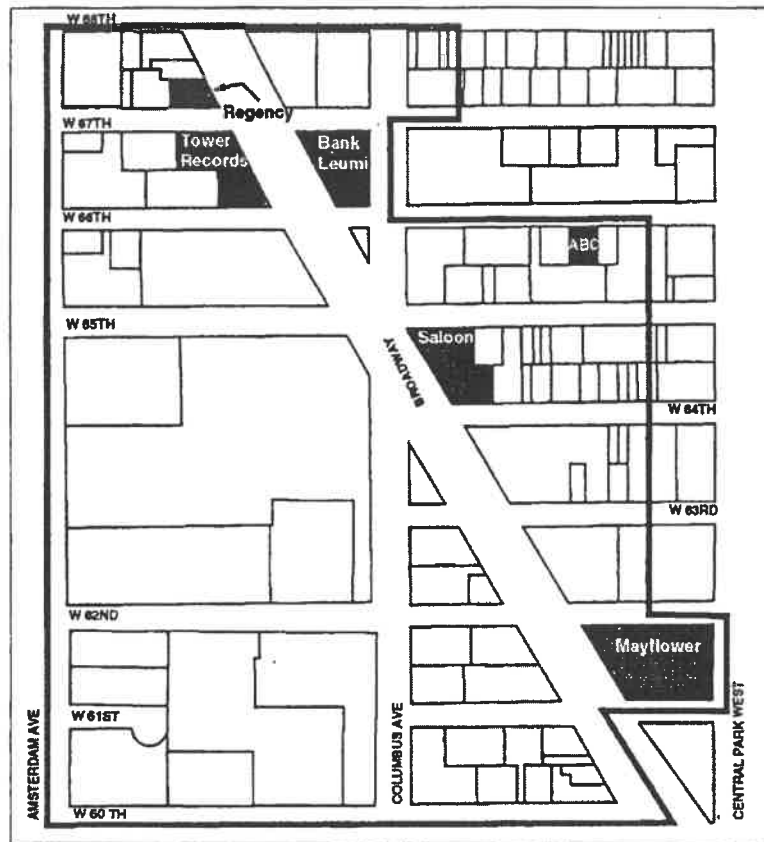 W 68TH
Regency
W 67TH
Tower
Records
Bank
Leumi
W 66TH
ABC
W 65TH
Saloon
BROADWAY
W 64TH
W 63RD
W 62ND
Mayflower
W 61ST
AMSTERDAM AVE
COLUMBUS AVE
CENTRAL PARK WEST
W 60 TH